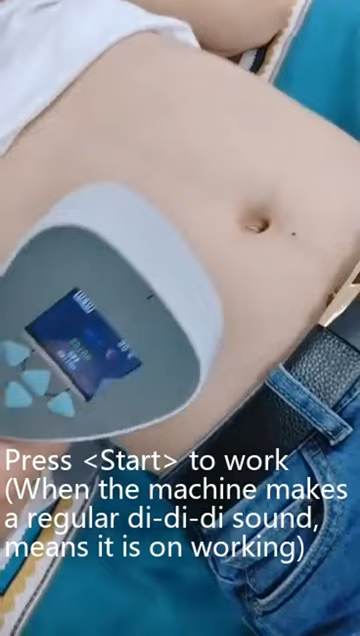 Press <Start> to work
(When the machine makes
a regular di-di-di sound,
means it is on working)